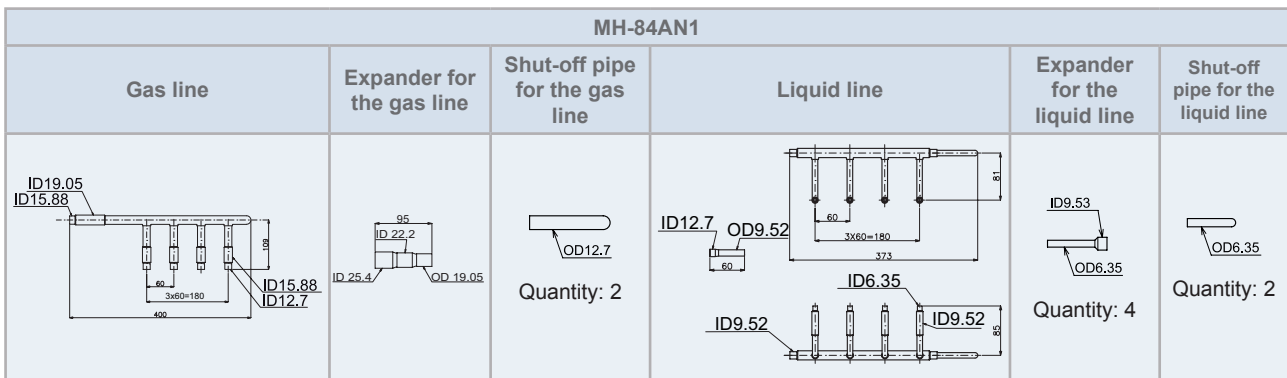 MH-84AN1
Gas line
Expander for
the gas line
Shut-off pipe
for the gas
line
Liquid line
Expander
for the
liquid line
Shut-off
pipe for the
liquid line
ID19.05
ID15.88
109
60
3x60=180
400
ID15.88
ID12.7
95
ID 22.2
ID 25.4
OD 19.05
OD12.7
Quantity: 2
81
60
3X60=180
373
ID12.7
OD9.52
60
ID6.35
ID9.52
ID9.52
85
ID9.53
OD6.35
Quantity: 4
OD6.35
Quantity: 2